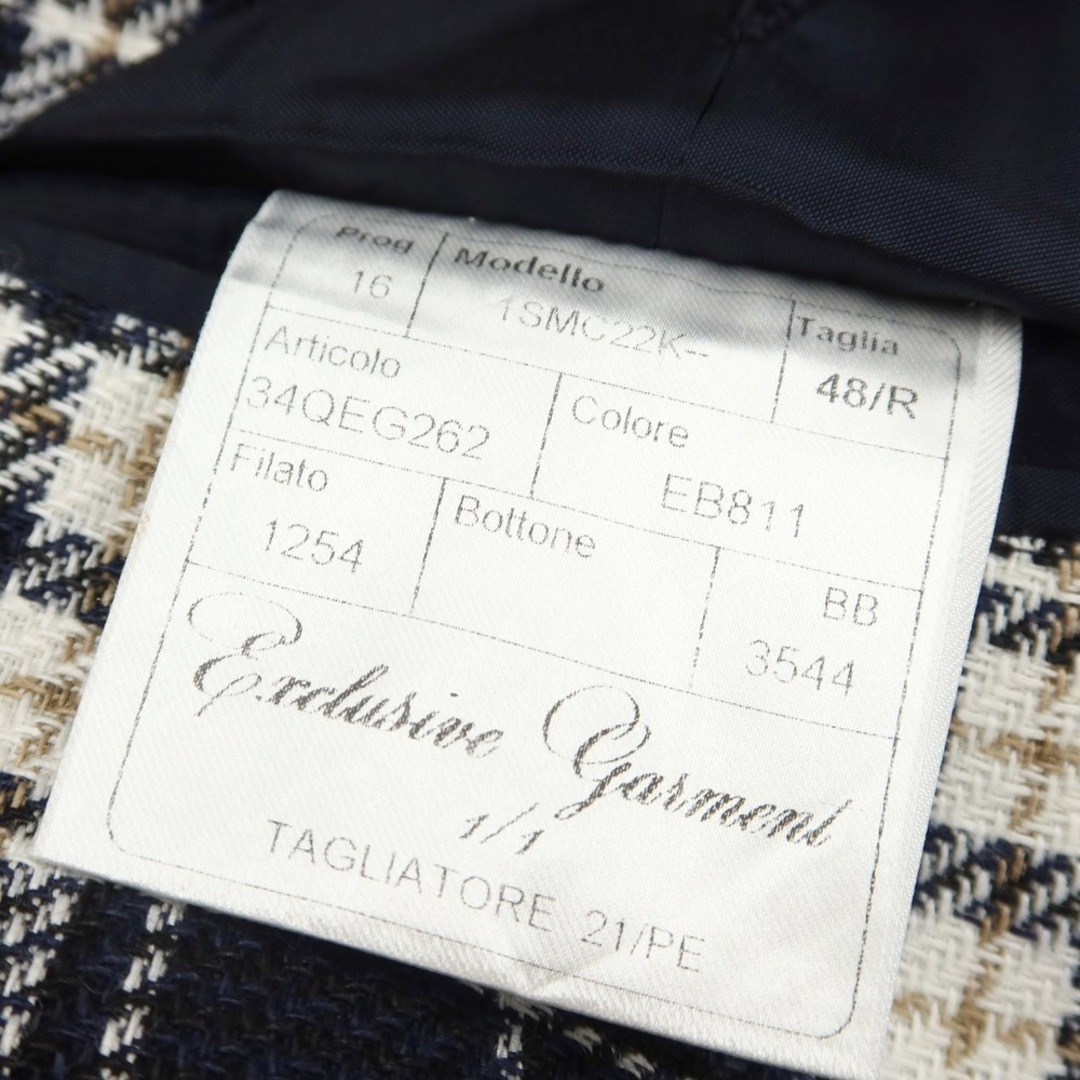 Prog Modello Taglia
16 1SMC22K-- 48/R
Articolo Colore
34QEG262 EB811
Filato Bottone BB
1254 3544
Exclusive Garment
1/1
TAGLIATORE 21/PE